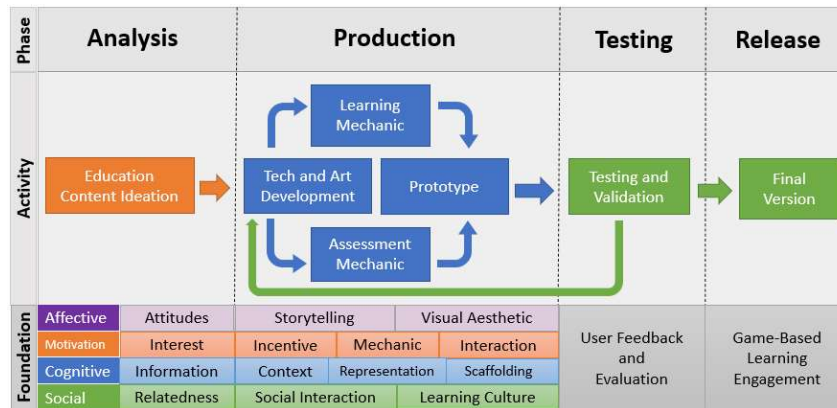 Phase
Analysis
Production
Testing
Release
Activity
Education
Content Ideation
Learning
Mechanic
Tech and Art
Development
Prototype
Assessment
Mechanic
Testing and
Validation
Final
Version
Foundation
Affective
Attitudes
Storytelling
Visual Aesthetic
Motivation
Interest
Incentive
Mechanic
Interaction
Cognitive
Information
Context
Representation
Scaffolding
Social
Relatedness
Social Interaction
Learning Culture
User Feedback
and
Evaluation
Game-Based
Learning
Engagement